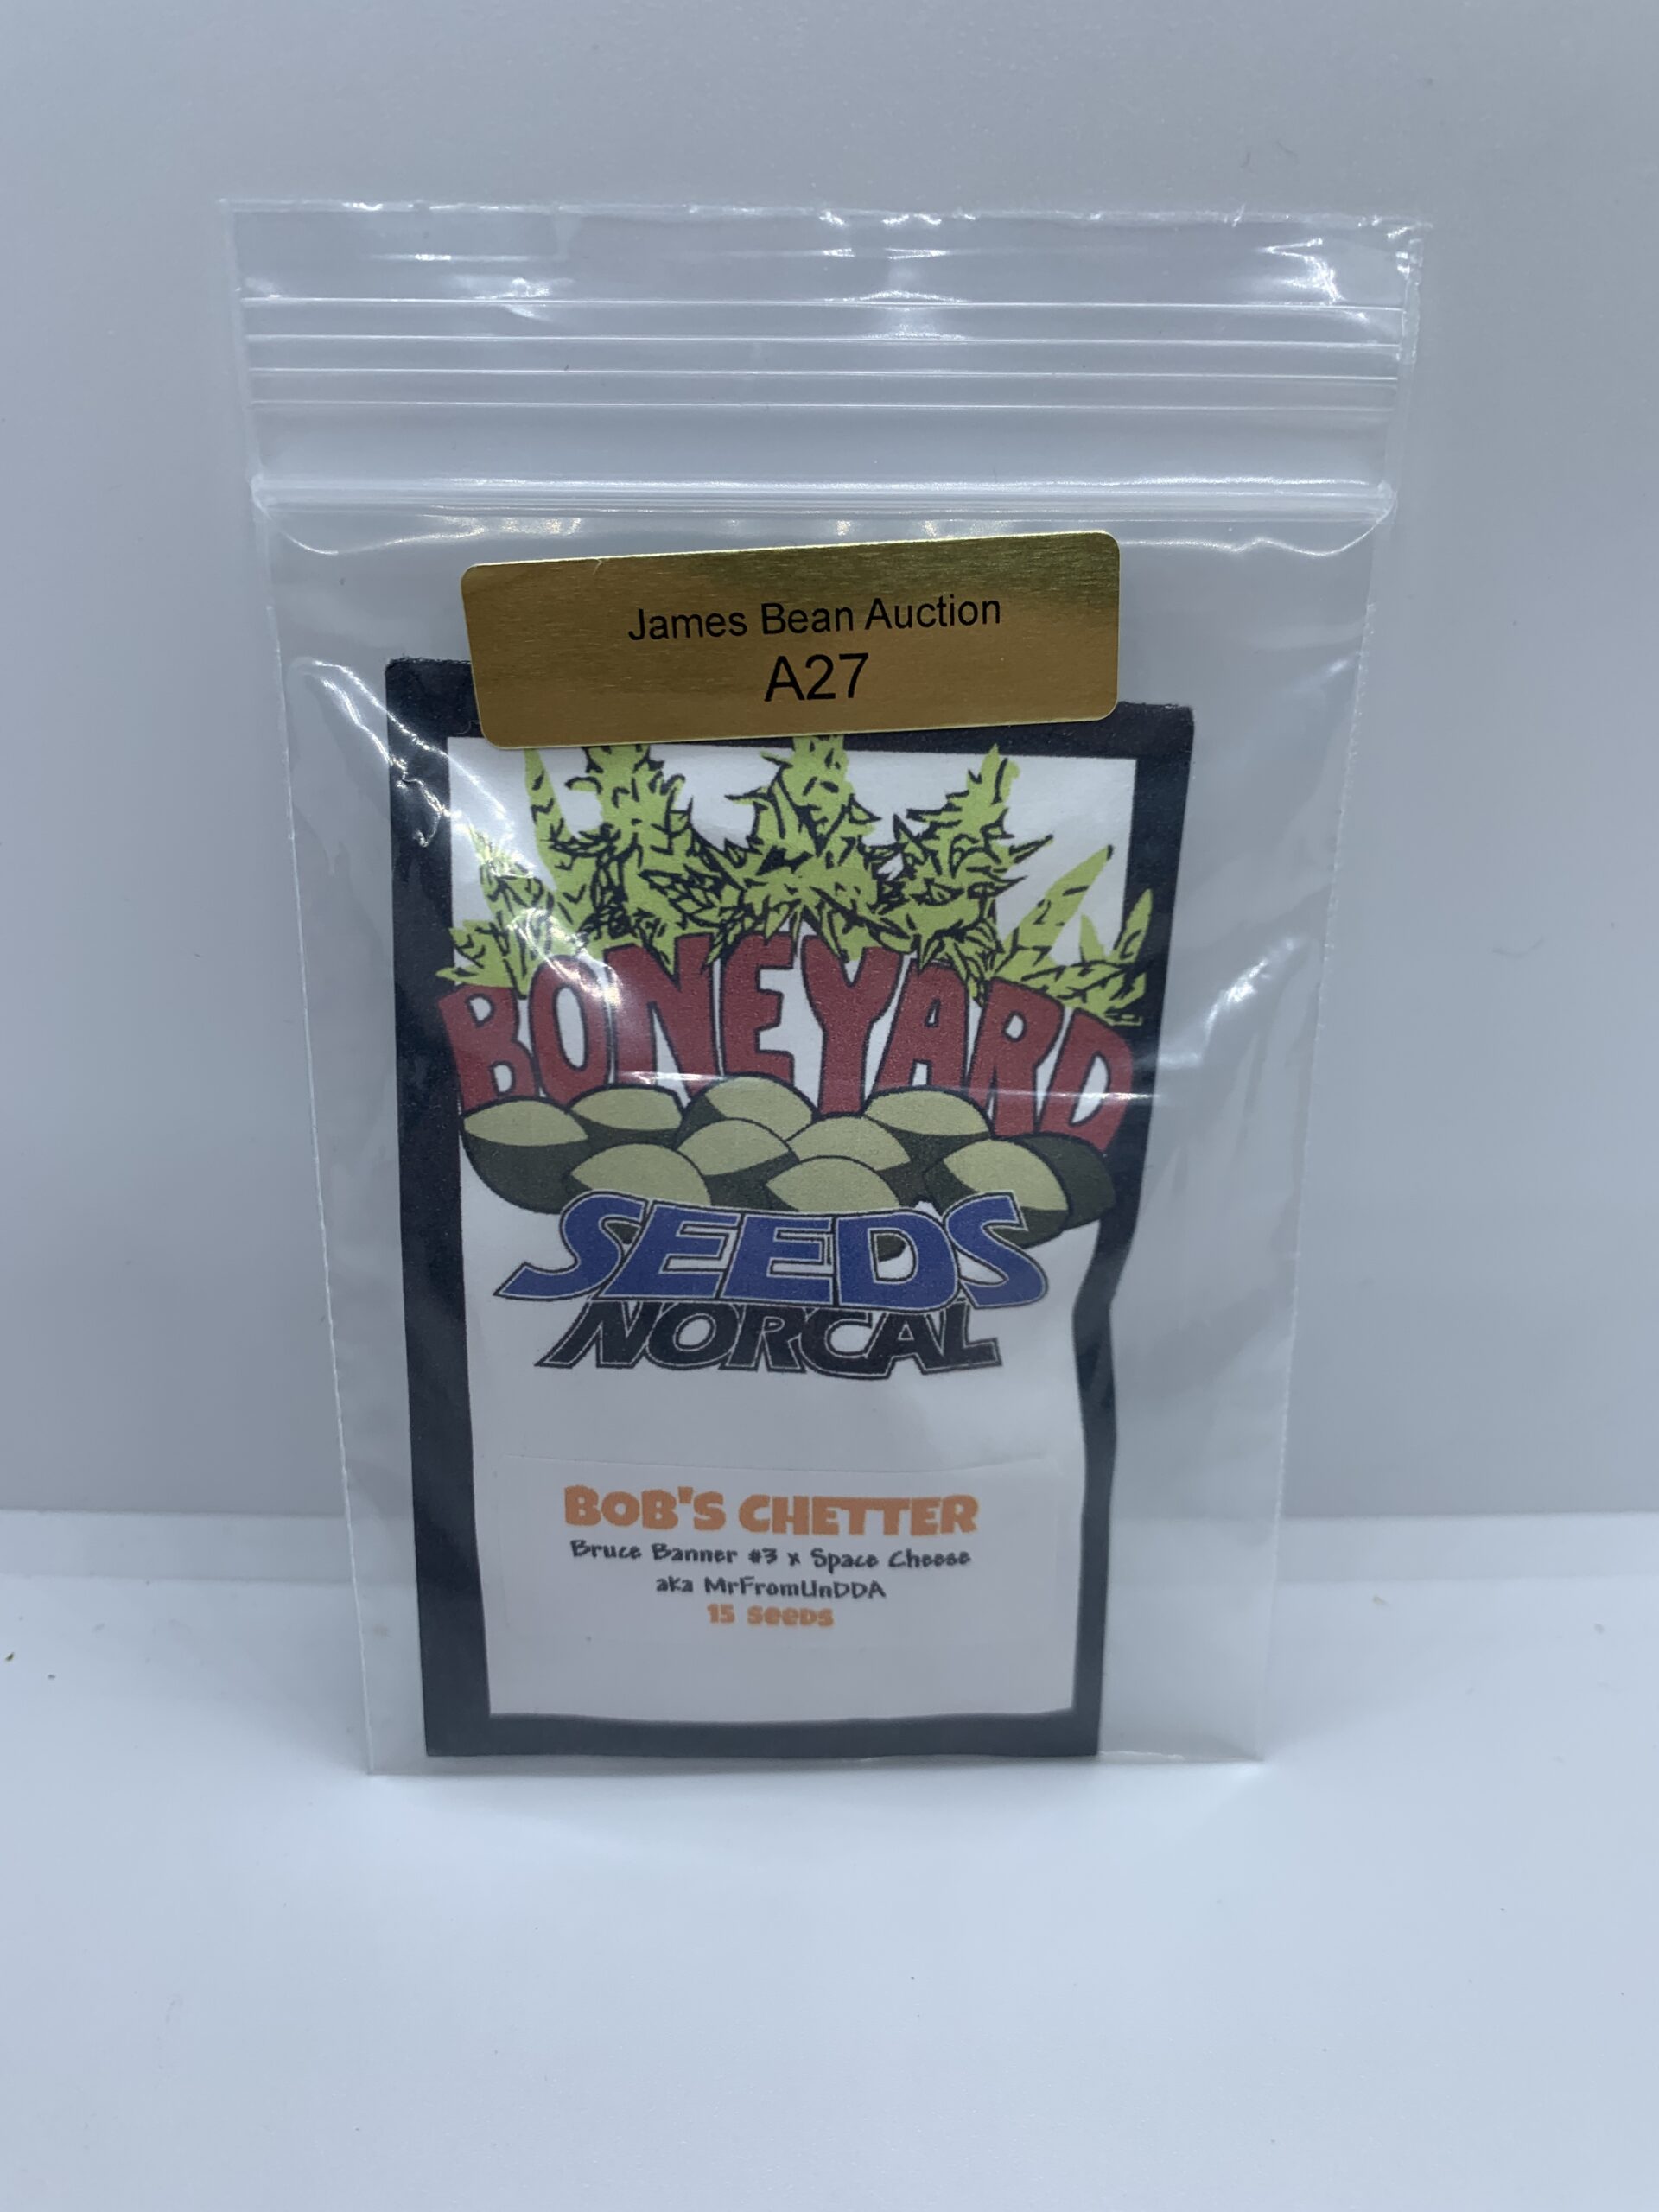 James Bean Auction
A27
BONEYARD
SEEDS
NORCAL
BOB'S CHETTER
Bruce Banner #3 x Space Cheese
aka MrFromUnDDA
15 seeds